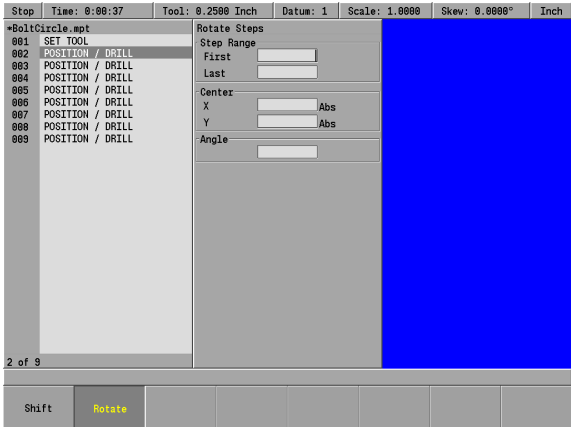 Stop Time: 0:00:37 Tool: 0.2500 Inch Datum: 1 Scale: 1.0000 Skew: 0.0000° Inch
*BoltCircle.mpt
001 SET TOOL
002 POSITION / DRILL
003 POSITION / DRILL
004 POSITION / DRILL
005 POSITION / DRILL
006 POSITION / DRILL
007 POSITION / DRILL
008 POSITION / DRILL
009 POSITION / DRILL
2 of 9
Rotate Steps
Step Range
First
Last
Center
X Abs
Y Abs
Angle
Shift Rotate